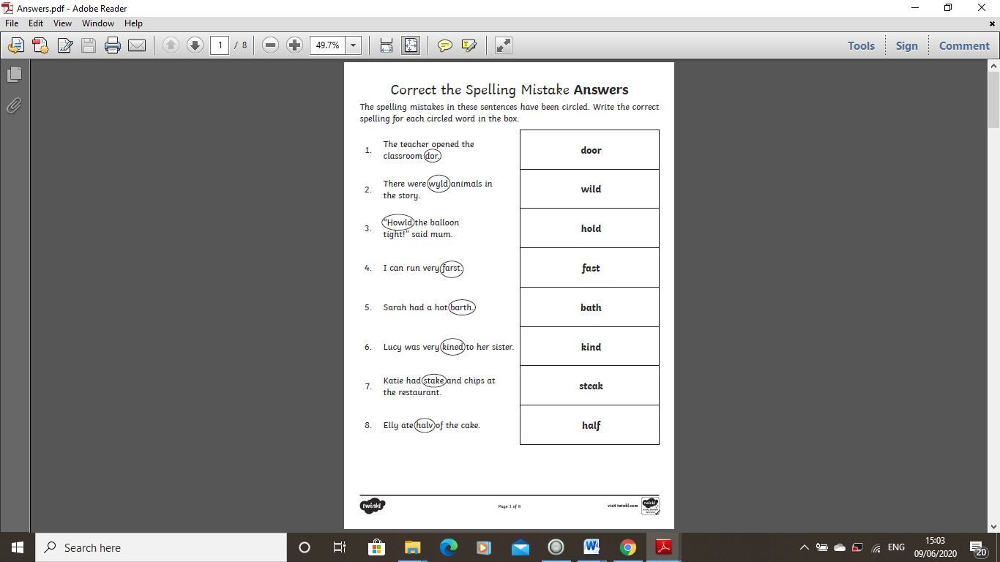 Answers.pdf - Adobe Reader
File Edit View Window Help
1 / 8 49.7% Tools Sign Comment
Correct the Spelling Mistake Answers
The spelling mistakes in these sentences have been circled. Write the correct
spelling for each circled word in the box.
1. The teacher opened the
classroom dor.
door
2. There were wyld animals in
the story.
wild
3. "Howld the balloon
tight!" said mum.
hold
4. I can run very farst.
fast
5. Sarah had a hot barth.
bath
6. Lucy was very kined to her sister.
kind
7. Katie had stake and chips at
the restaurant.
steak
8. Elly ate halv of the cake.
half
twinkl Page 1 of 8 visit twinkl.com twinkl
Search here
ENG
15:03
09/06/2020
20